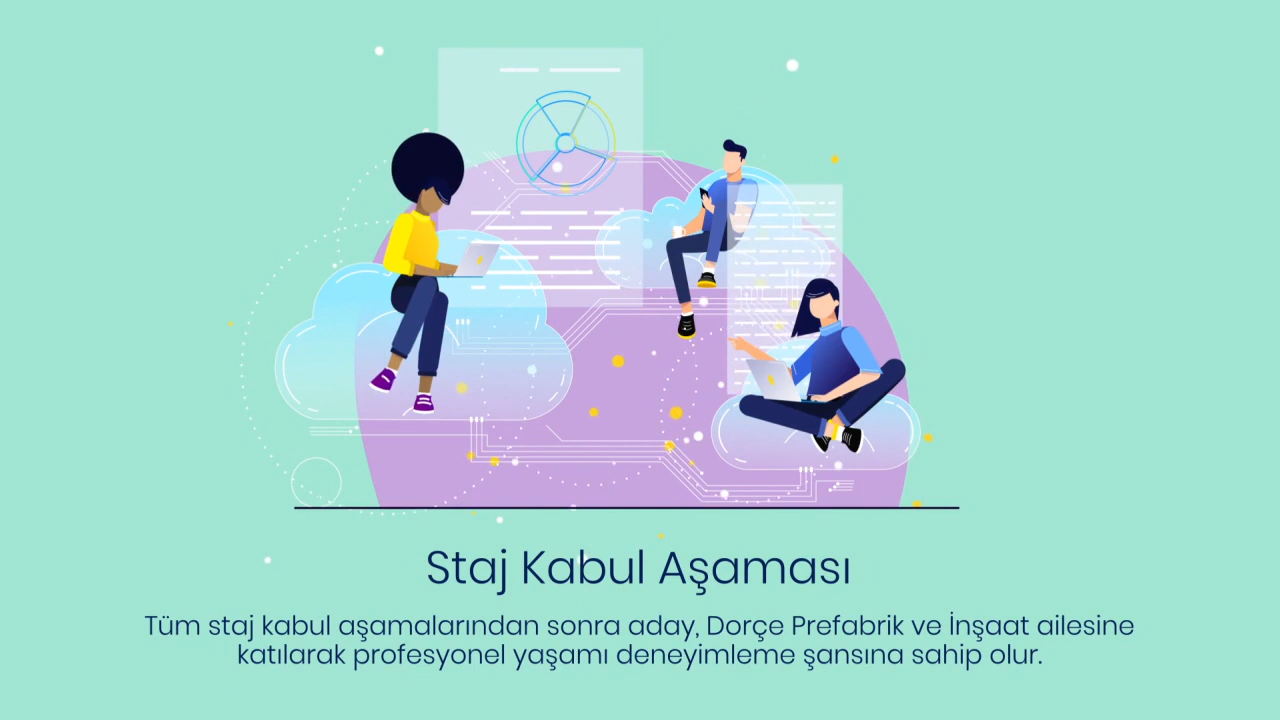 Staj Kabul Aşaması
Tüm staj kabul aşamalarından sonra aday, Dorçe Prefabrik ve İnşaat ailesine
katılarak profesyonel yaşamı deneyimleme şansına sahip olur.